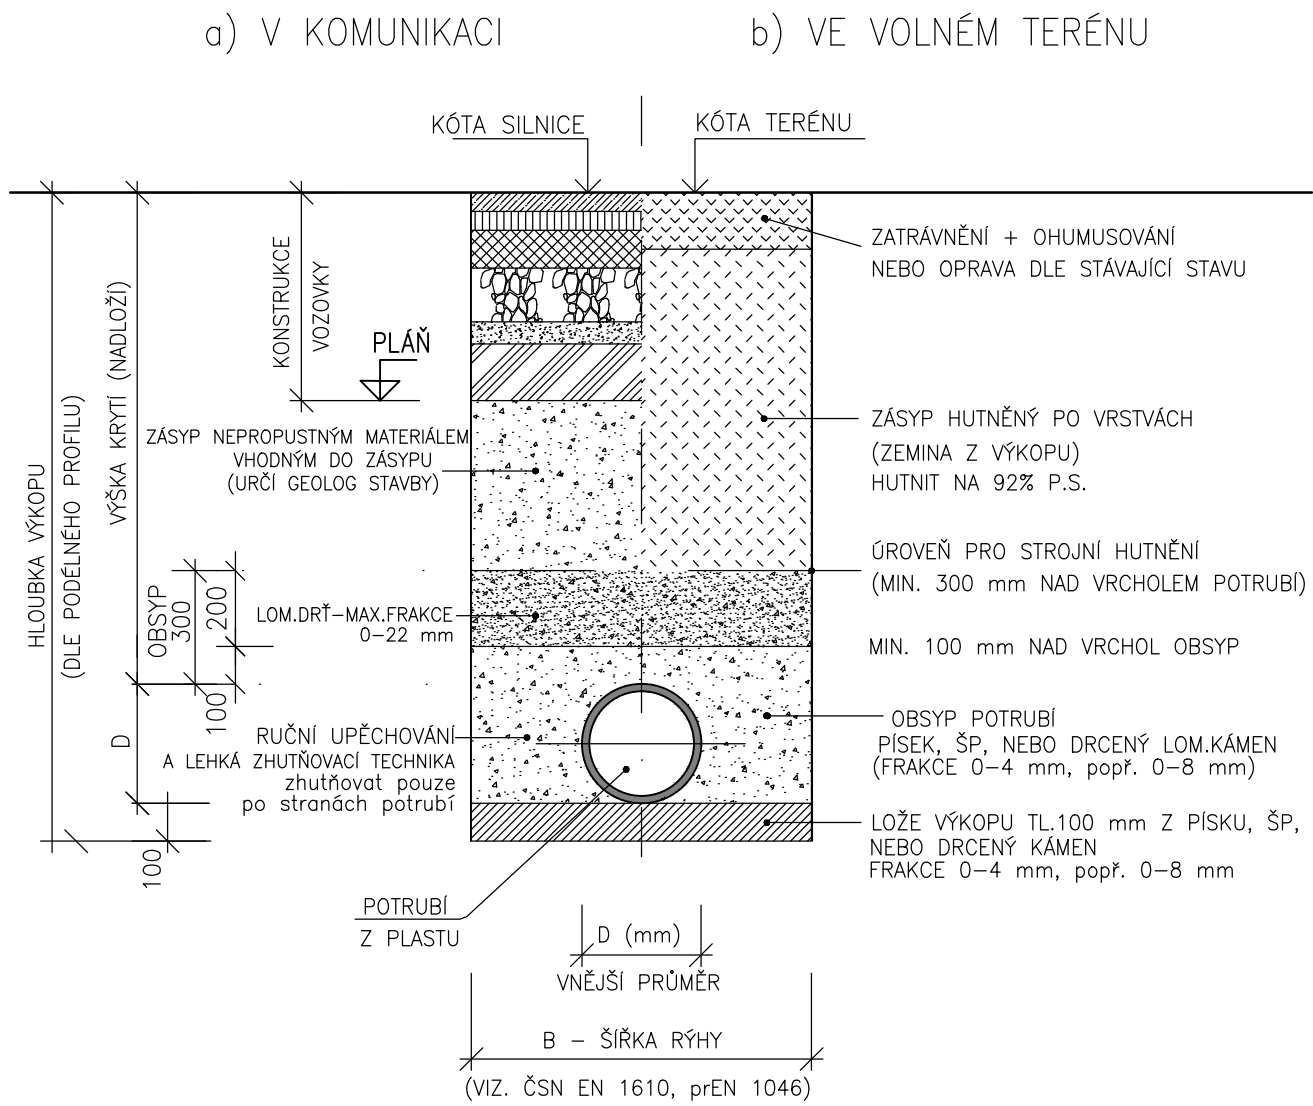 a) V KOMUNIKACI
b) VE VOLNÉM TERÉNU
KÓTA SILNICE
KÓTA TERÉNU
ZATRÁVNĚNÍ + OHUMUSOVÁNÍ
NEBO OPRAVA DLE STÁVAJÍCÍ STAVU
KONSTRUKCE
VOZOVKY
PLÁŇ
HLOUBKA VÝKOPU
(DLE PODÉLNÉHO PROFILU)
VÝŠKA KRYTÍ (NADLOŽÍ)
ZÁSYP NEPROPUSTNÝM MATERIÁLEM
VHODNÝM DO ZÁSYPU
(URČÍ GEOLOG STAVBY)
ZÁSYP HUTNĚNÝ PO VRSTVÁCH
(ZEMINA Z VÝKOPU)
HUTNIT NA 92% P.S.
ÚROVEŇ PRO STROJNÍ HUTNĚNÍ
(MIN. 300 mm NAD VRCHOLEM POTRUBÍ)
OBSYP
300
200
100
LOM.DRŤ-MAX.FRAKCE
0-22 mm
MIN. 100 mm NAD VRCHOL OBSYP
D
RUČNÍ UPĚCHOVÁNÍ
A LEHKÁ ZHUTŇOVACÍ TECHNIKA
zhutňovat pouze
po stranách potrubí
OBSYP POTRUBÍ
PÍSEK, ŠP, NEBO DRCENÝ LOM.KÁMEN
(FRAKCE 0-4 mm, popř. 0-8 mm)
LOŽE VÝKOPU TL.100 mm Z PÍSKU, ŠP,
NEBO DRCENÝ KÁMEN
FRAKCE 0-4 mm, popř. 0-8 mm
100
POTRUBÍ
Z PLASTU
D (mm)
VNĚJŠÍ PRŮMĚR
B - ŠÍŘKA RÝHY
(VIZ. ČSN EN 1610, prEN 1046)